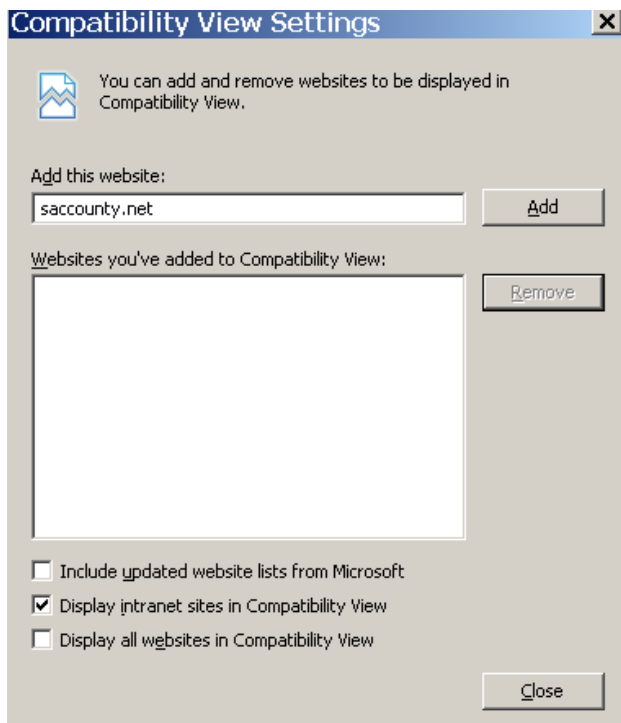 Compatibility View Settings
You can add and remove websites to be displayed in
Compatibility View.
Add this website:
saccounty.net
Add
Websites you've added to Compatibility View:
Remove
Include updated website lists from Microsoft
Display intranet sites in Compatibility View
Display all websites in Compatibility View
Close